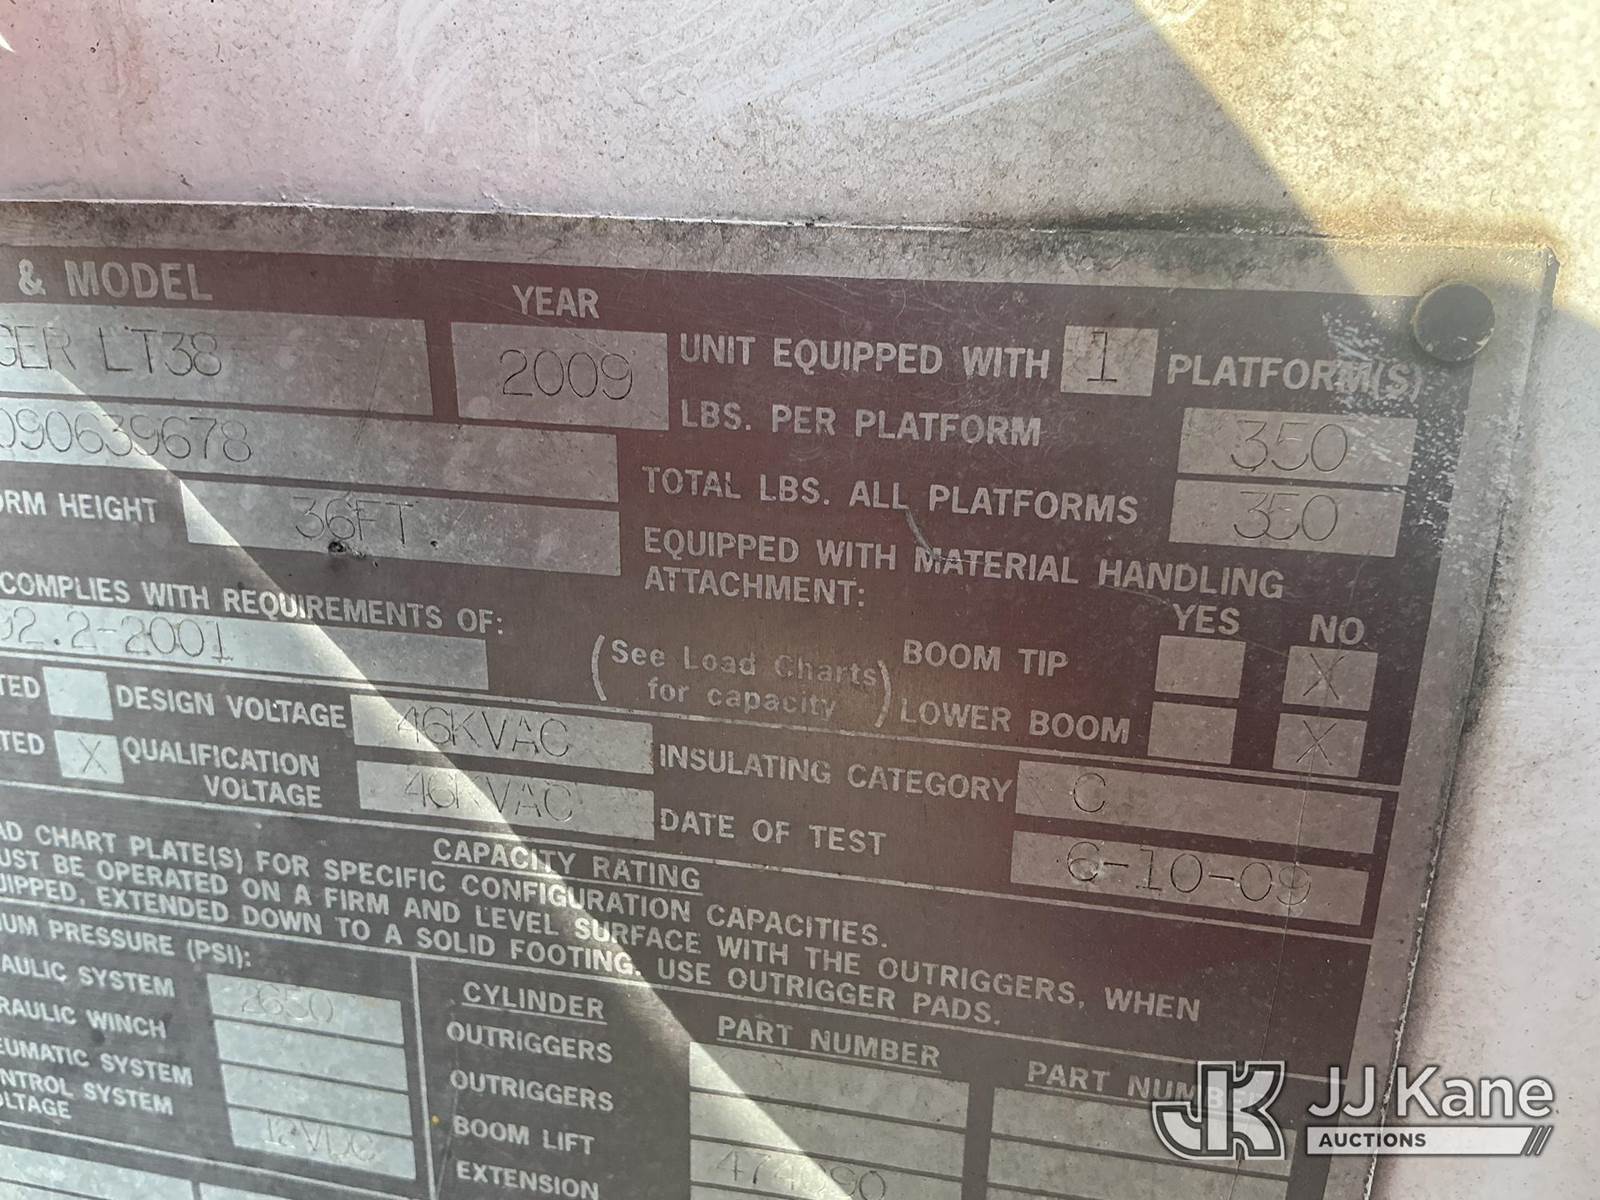 & MODEL YEAR
GER LT38 2009 UNIT EQUIPPED WITH 1 PLATFORM(S)
090639678 LBS. PER PLATFORM 350
ORM HEIGHT 36FT. TOTAL LBS. ALL PLATFORMS 350
EQUIPPED WITH MATERIAL HANDLING
ATTACHMENT: YES NO
COMPLIES WITH REQUIREMENTS OF:
92.2-2001 (See Load Charts for capacity) BOOM TIP X
LOWER BOOM X
TED DESIGN VOLTAGE 46KVAC INSULATING CATEGORY C
TED X QUALIFICATION VOLTAGE 46KVAC DATE OF TEST 6-10-09
CAPACITY RATING
AD CHART PLATE(S) FOR SPECIFIC CONFIGURATION CAPACITIES.
UST BE OPERATED ON A FIRM AND LEVEL SURFACE WITH THE OUTRIGGERS, WHEN
UIPPED, EXTENDED DOWN TO A SOLID FOOTING. USE OUTRIGGER PADS.
UM PRESSURE (PSI): CYLINDER PART NUMBER PART NUMB
AULIC SYSTEM 2650 OUTRIGGERS
RAULIC WINCH OUTRIGGERS
EUMATIC SYSTEM BOOM LIFT
NTROL SYSTEM
OLTAGE 12VDC EXTENSION
JK JJ Kane
AUCTIONS